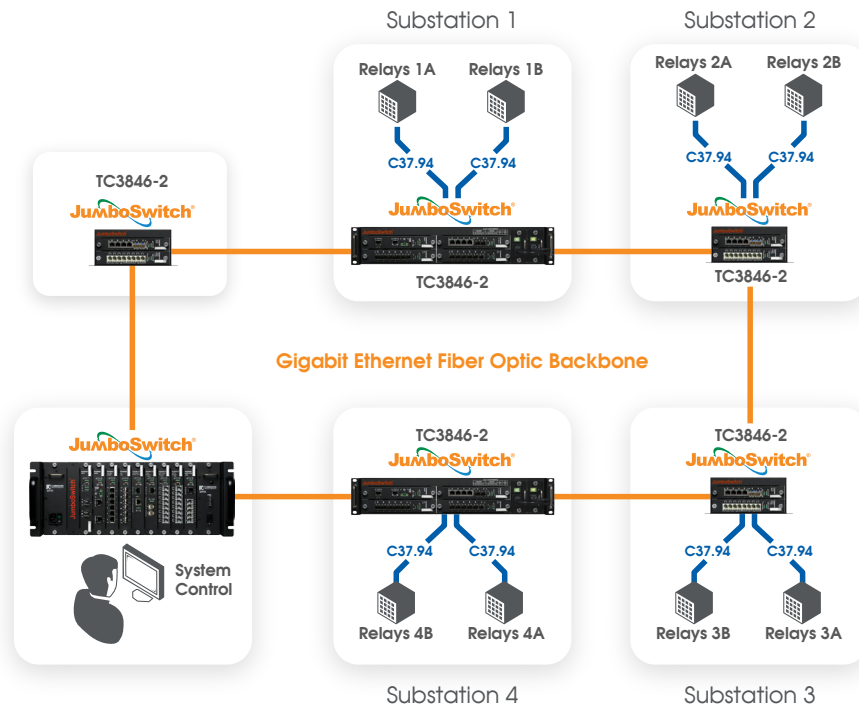 Substation 1
Substation 2
Relays 1A
Relays 1B
Relays 2A
Relays 2B
C37.94
C37.94
C37.94
C37.94
TC3846-2
JumboSwitch®
JumboSwitch®
JumboSwitch®
TC3846-2
TC3846-2
Gigabit Ethernet Fiber Optic Backbone
JumboSwitch®
TC3846-2
JumboSwitch®
TC3846-2
JumboSwitch®
JumboSwitch
System
Control
C37.94
C37.94
C37.94
C37.94
Relays 4B
Relays 4A
Relays 3B
Relays 3A
Substation 4
Substation 3